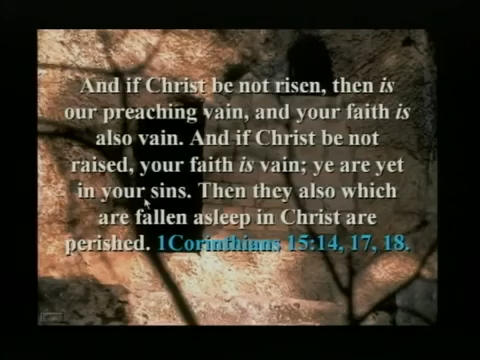 And if Christ be not risen, then is
our preaching vain, and your faith is
also vain. And if Christ be not
raised, your faith is vain; ye are yet
in your sins. Then they also which
are fallen asleep in Christ are
perished. 1Corinthians 15:14, 17, 18.